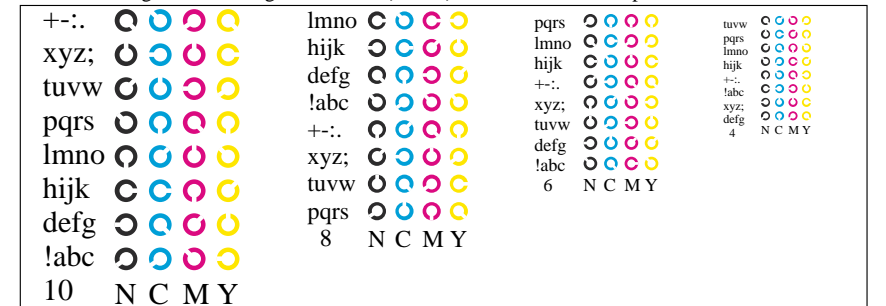 +-:.
xyz;
tuvw
pqrs
lmno
hijk
defg
!abc
10 N C M Y
lmno
hijk
defg
!abc
+-:.
xyz;
tuvw
pqrs
8 N C M Y
pqrs
lmno
hijk
+-:.
xyz;
tuvw
defg
!abc
6 N C M Y
tuvw
pqrs
lmno
hijk
+-:.
!abc
xyz;
defg
4 N C M Y